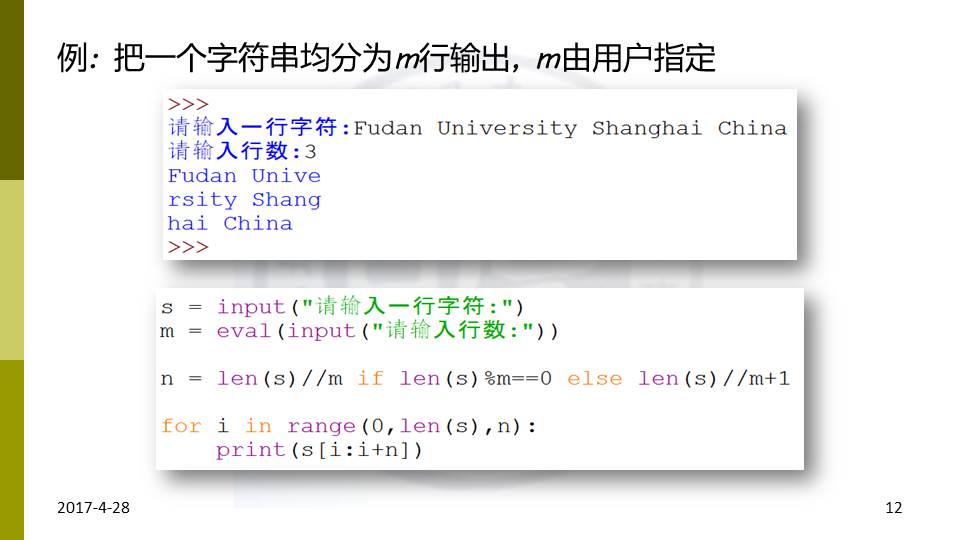 例：把一个字符串均分为m行输出，m由用户指定
>>>
请输入一行字符:Fudan University Shanghai China
请输入行数:3
Fudan Unive
rsity Shang
hai China
>>>
s = input("请输入一行字符:")
m = eval(input("请输入行数:"))
n = len(s)//m if len(s)%m==0 else len(s)//m+1
for i in range(0,len(s),n):
    print(s[i:i+n])
2017-4-28
12